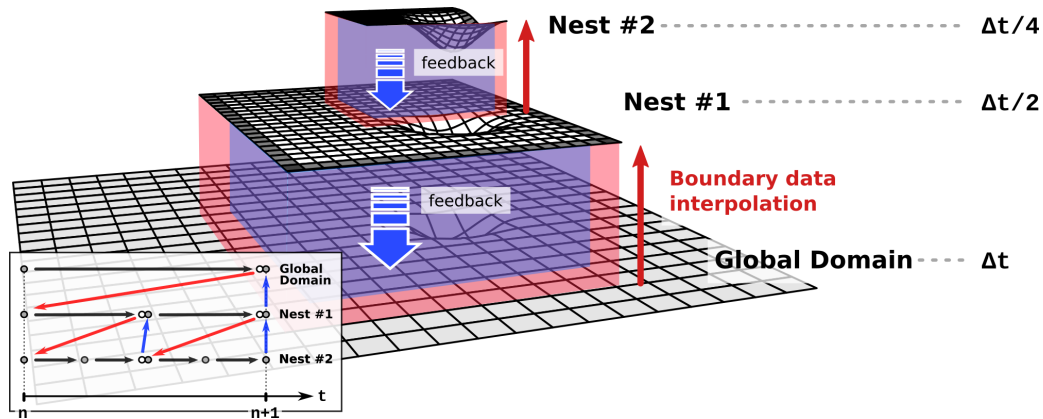 Nest #2
Δt/4
feedback
Nest #1
Δt/2
Boundary data
interpolation
feedback
Global Domain
Δt
Global
Domain
Nest #1
Nest #2
t
n
n+1